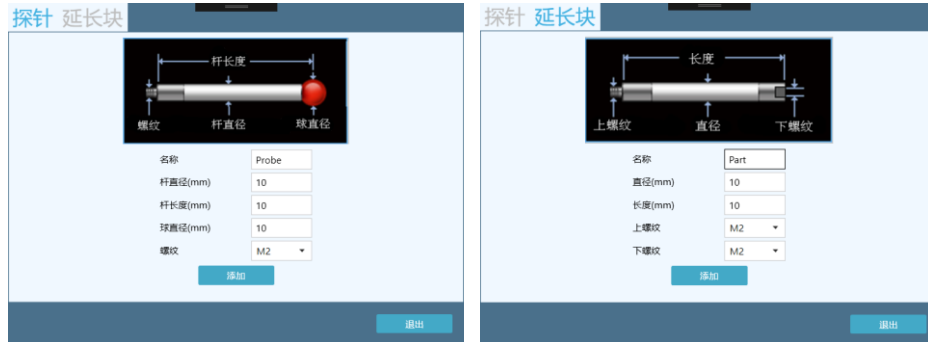 探针 延长块
杆长度
螺纹 杆直径 球直径
名称 Probe
杆直径(mm) 10
杆长度(mm) 10
球直径(mm) 10
螺纹 M2
添加
退出
探针 延长块
长度
上螺纹 直径 下螺纹
名称 Part
直径(mm) 10
长度(mm) 10
上螺纹 M2
下螺纹 M2
添加
退出